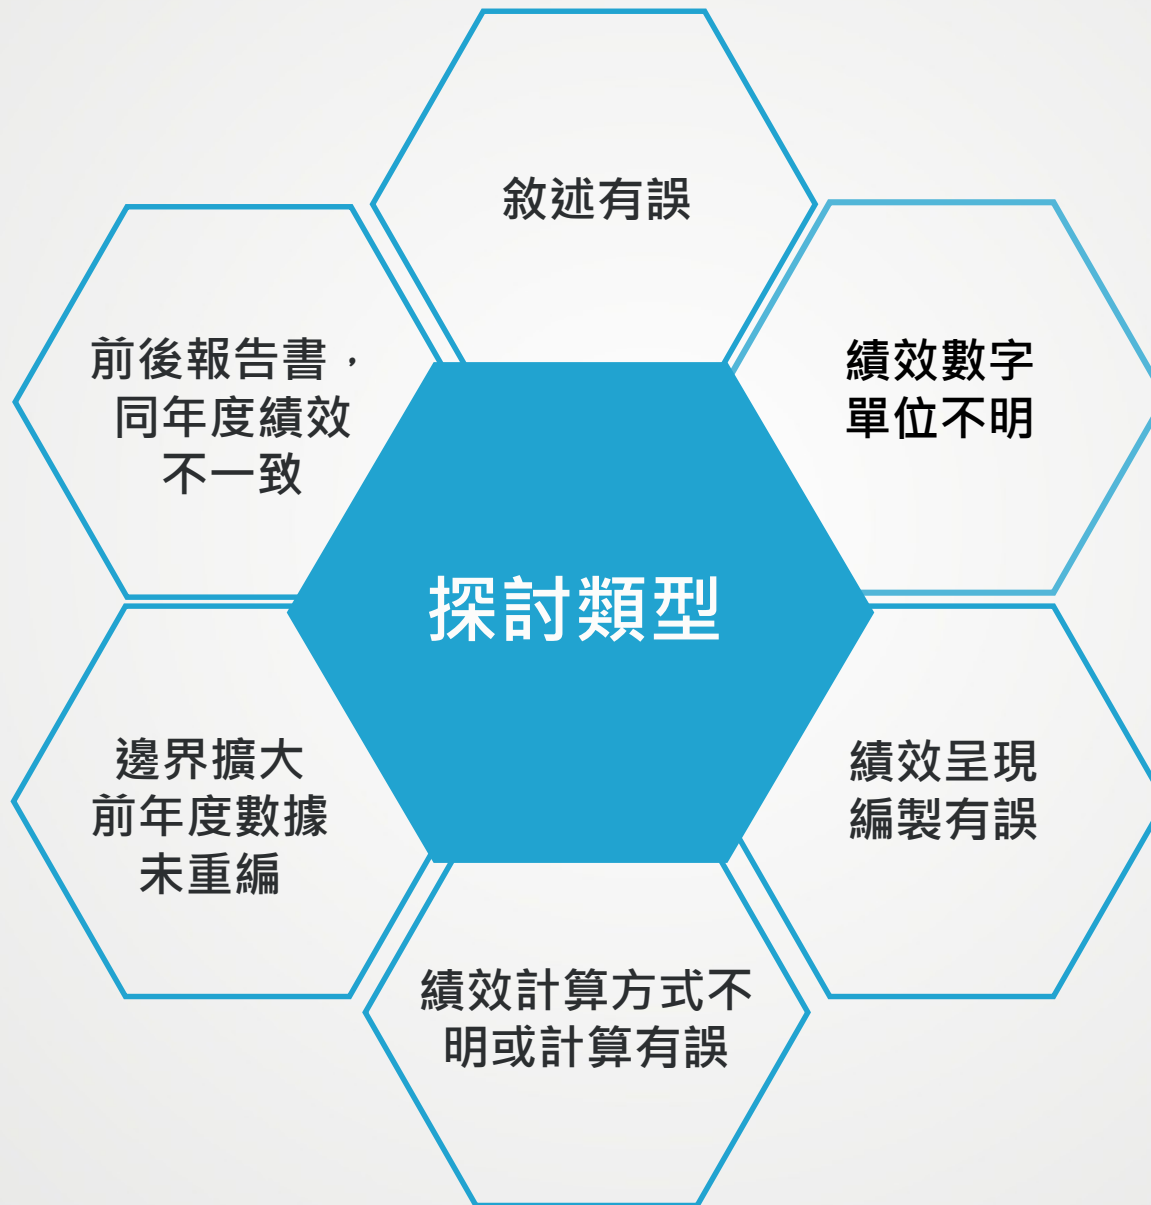 敘述有誤
前後報告書，
同年度績效
不一致
績效數字
單位不明
探討類型
邊界擴大
前年度數據
未重編
績效呈現
編製有誤
績效計算方式不
明或計算有誤